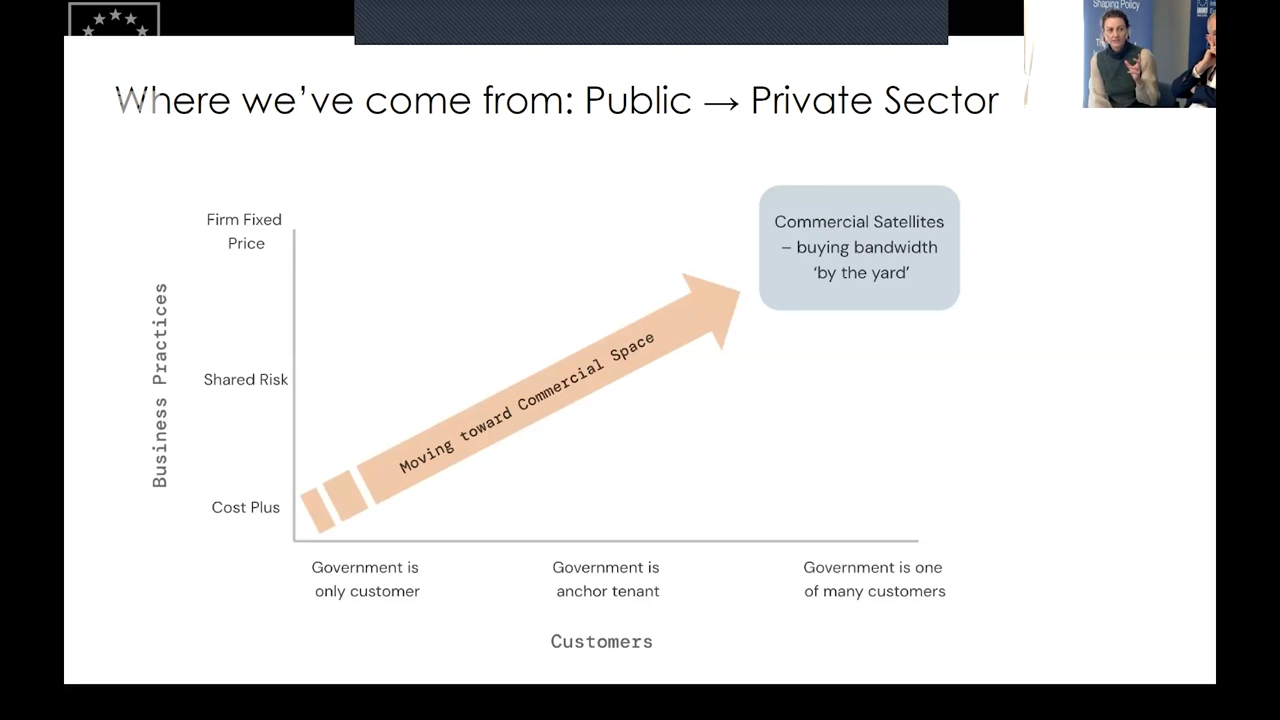 Shaping Policy
Where we've come from: Public → Private Sector
Firm Fixed
Price
Commercial Satellites
– buying bandwidth
‘by the yard’
Business Practices
Shared Risk
Moving toward Commercial Space
Cost Plus
Government is
only customer
Government is
anchor tenant
Government is one
of many customers
Customers